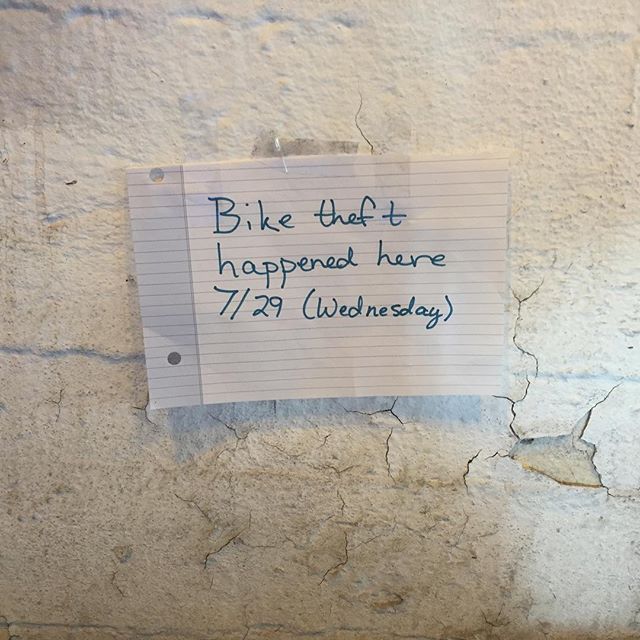 Bike theft
happened here
7/29 (Wednesday)